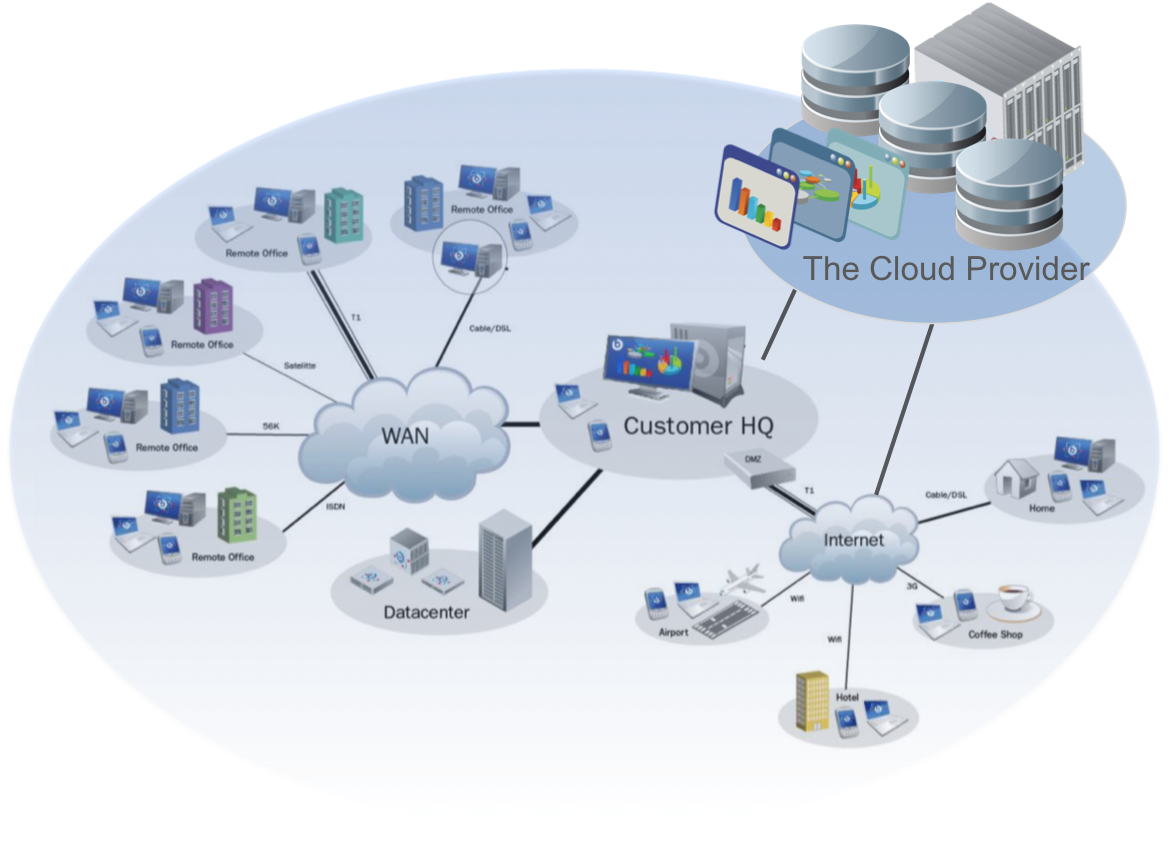 The Cloud Provider
Remote Office
Remote Office
T1
Cable/DSL
Remote Office
Satelitte
Remote Office
56K
WAN
Customer HQ
DMZ
T1
ISDN
Remote Office
Datacenter
Internet
Cable/DSL
Home
Wifi
3G
Airport
Coffee Shop
Wifi
Hotel